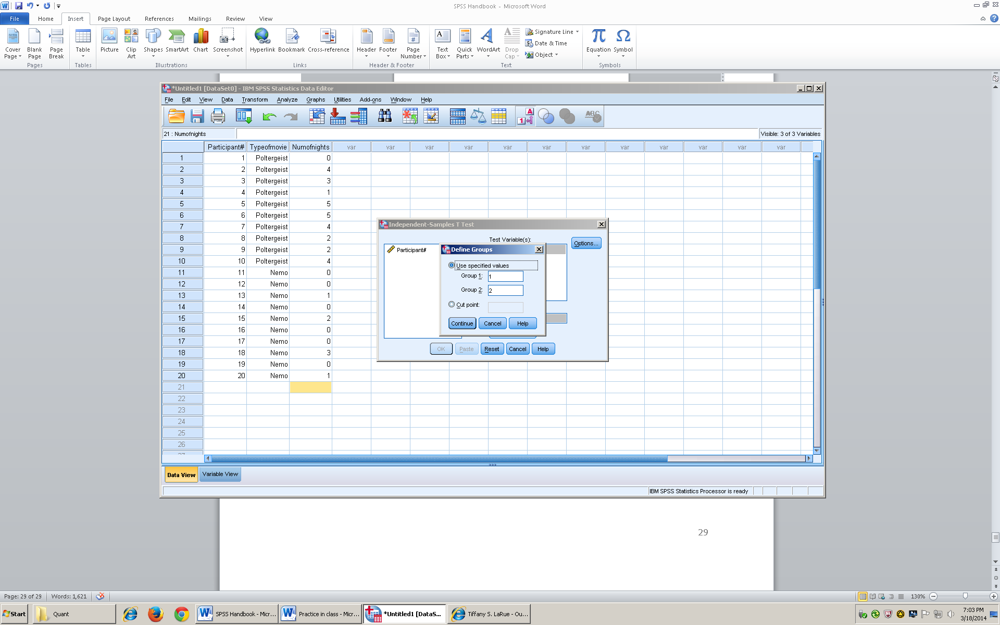 SPSS Handbook - Microsoft Word
File Home Insert Page Layout References Mailings Review View
Cover Page Blank Page Page Break Table Picture Clip Art Shapes SmartArt Chart Screenshot Hyperlink Bookmark Cross-reference Header Footer Page Number Text Box Quick Parts WordArt Drop Cap Signature Line Date & Time Object Equation Symbol
Pages Tables Illustrations Links Header & Footer Text Symbols
*Untitled1 [DataSet0] - IBM SPSS Statistics Data Editor
File Edit View Data Transform Analyze Graphs Utilities Add-ons Window Help
21 : Numofnights Visible: 3 of 3 Variables
Participant# Typeofmovie Numofnights var var var var var var var var var var var var
1 1 Poltergeist 0
2 2 Poltergeist 4
3 3 Poltergeist 3
4 4 Poltergeist 1
5 5 Poltergeist 5
6 6 Poltergeist 5
7 7 Poltergeist 4
8 8 Poltergeist 2
9 9 Poltergeist 2
10 10 Poltergeist 4
11 11 Nemo 0
12 12 Nemo 0
13 13 Nemo 1
14 14 Nemo 0
15 15 Nemo 2
16 16 Nemo 0
17 17 Nemo 0
18 18 Nemo 3
19 19 Nemo 0
20 20 Nemo 1
21
22
23
24
25
26
Independent-Samples T Test
Test Variable(s):
Participant#
Options...
Define Groups
Use specified values
Group 1: 1
Group 2: 2
Cut point:
Continue Cancel Help
OK Paste Reset Cancel Help
Data View Variable View
IBM SPSS Statistics Processor is ready
29
Page: 29 of 29 Words: 1,621 130%
Start Quant SPSS Handbook - Micr... Practice in class - Micr... *Untitled1 [DataS... Tiffany S. LaRue - Ou...
7:03 PM
3/18/2014